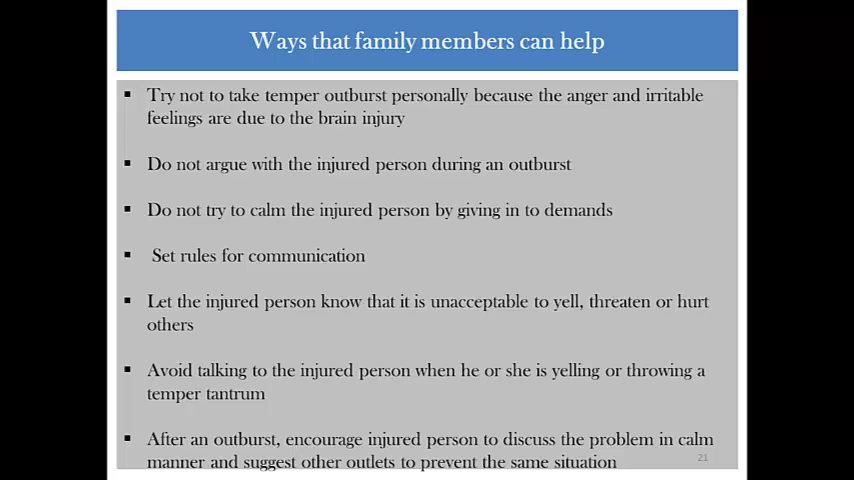 Ways that family members can help
▪ Try not to take temper outburst personally because the anger and irritable
feelings are due to the brain injury
▪ Do not argue with the injured person during an outburst
▪ Do not try to calm the injured person by giving in to demands
▪ Set rules for communication
▪ Let the injured person know that it is unacceptable to yell, threaten or hurt
others
▪ Avoid talking to the injured person when he or she is yelling or throwing a
temper tantrum
▪ After an outburst, encourage injured person to discuss the problem in calm
manner and suggest other outlets to prevent the same situation
21